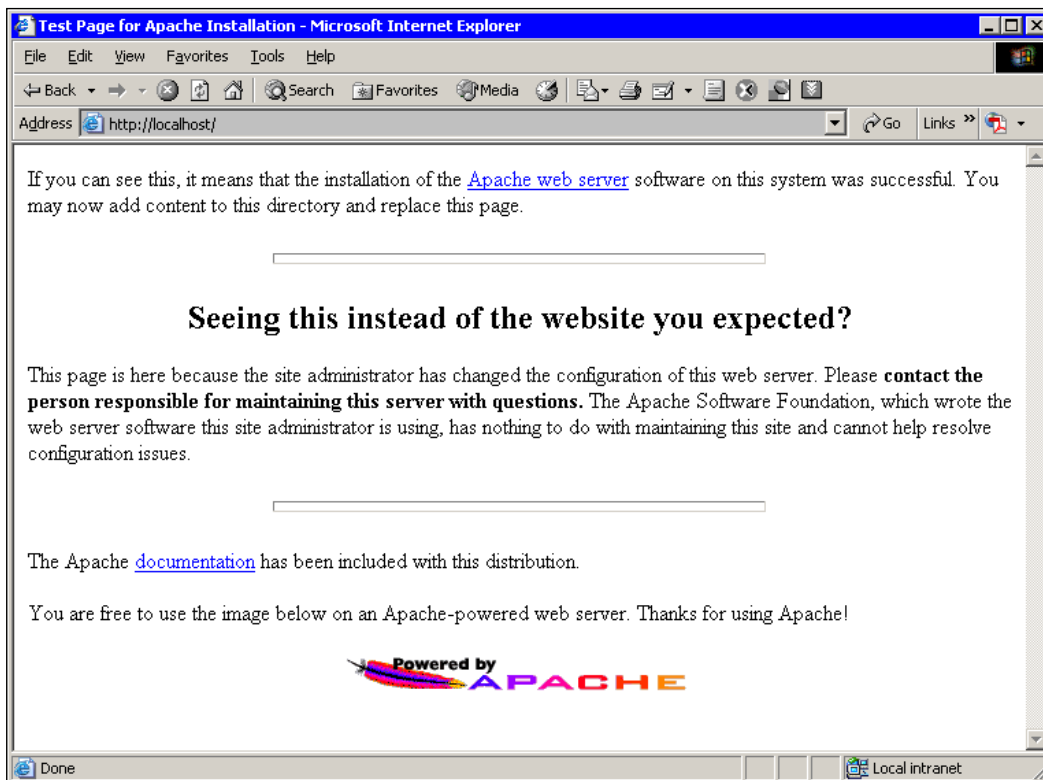 Test Page for Apache Installation - Microsoft Internet Explorer
File Edit View Favorites Tools Help
Back Search Favorites Media
Address http://localhost/ Go Links »
If you can see this, it means that the installation of the Apache web server software on this system was successful. You
may now add content to this directory and replace this page.
Seeing this instead of the website you expected?
This page is here because the site administrator has changed the configuration of this web server. Please contact the
person responsible for maintaining this server with questions. The Apache Software Foundation, which wrote the
web server software this site administrator is using, has nothing to do with maintaining this site and cannot help resolve
configuration issues.
The Apache documentation has been included with this distribution.
You are free to use the image below on an Apache-powered web server. Thanks for using Apache!
Powered by
APACHE
Done Local intranet